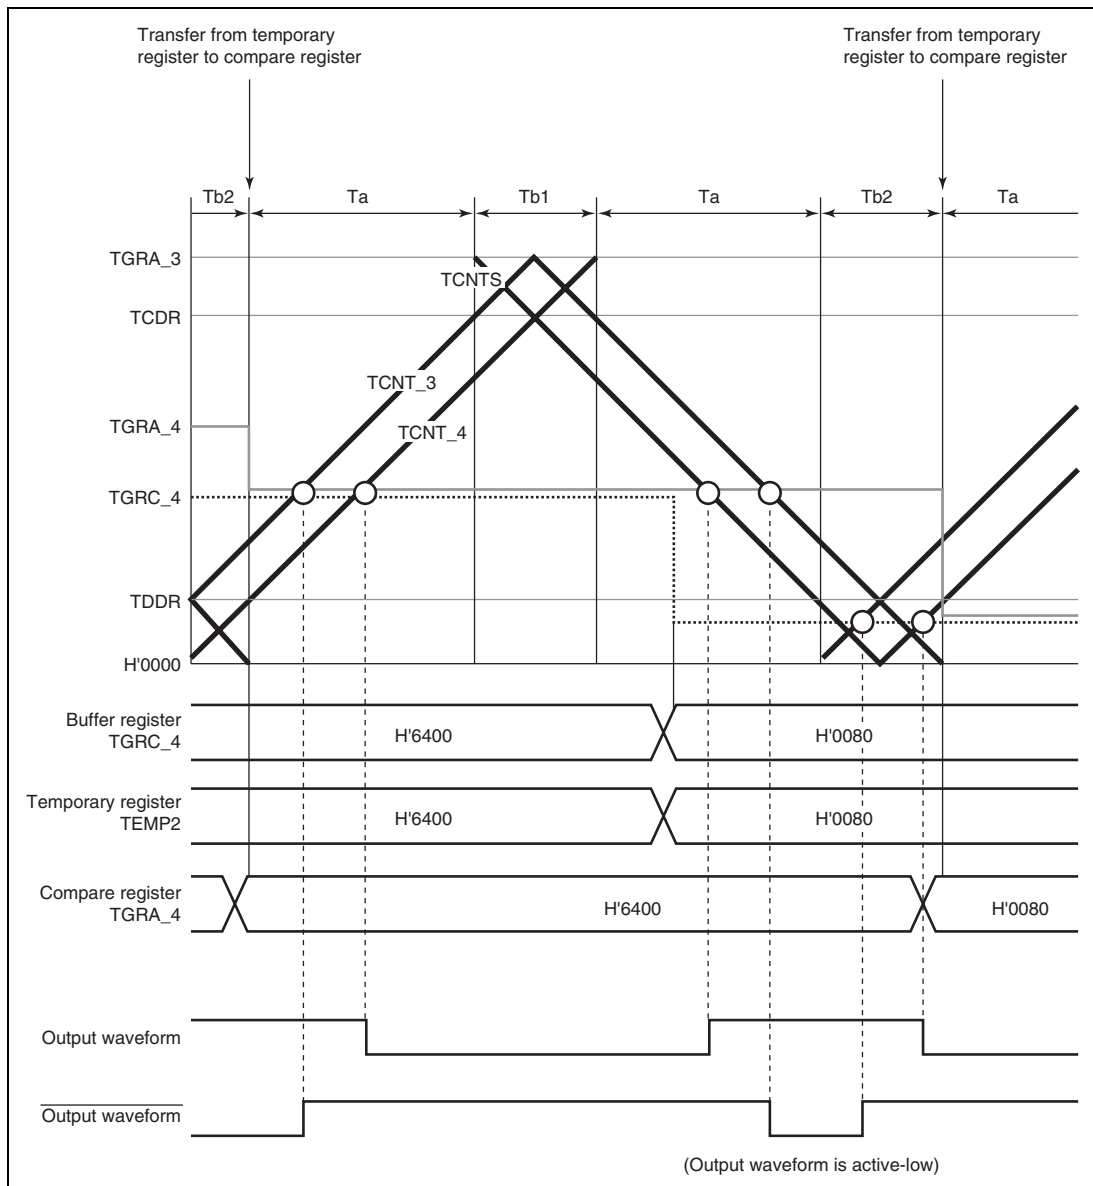 Transfer from temporary
register to compare register
Transfer from temporary
register to compare register
Tb2
Ta
Tb1
Ta
Tb2
Ta
TGRA_3
TCNTS
TCDR
TCNT_3
TGRA_4
TCNT_4
TGRC_4
TDDR
H'0000
Buffer register
TGRC_4
H'6400
H'0080
Temporary register
TEMP2
H'6400
H'0080
Compare register
TGRA_4
H'6400
H'0080
Output waveform
Output waveform
(Output waveform is active-low)